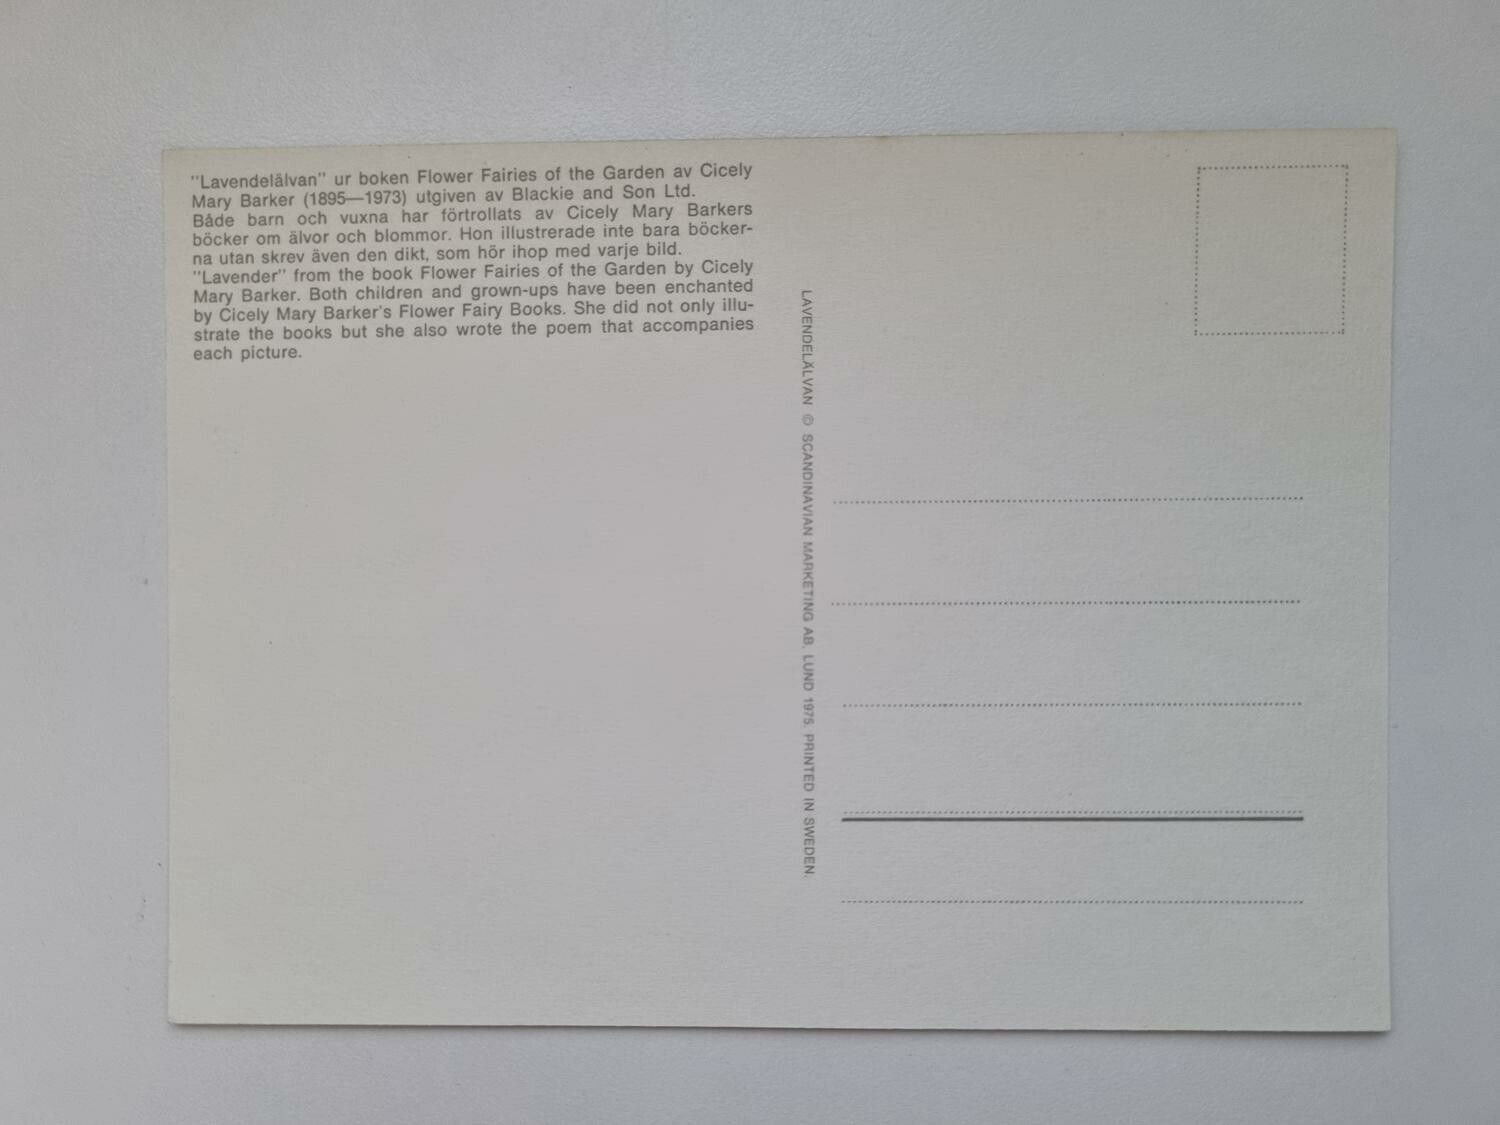 "Lavendelälvan" ur boken Flower Fairies of the Garden av Cicely
Mary Barker (1895—1973) utgiven av Blackie and Son Ltd.
Både barn och vuxna har förtrollats av Cicely Mary Barkers
böcker om älvor och blommor. Hon illustrerade inte bara böcker-
na utan skrev även den dikt, som hör ihop med varje bild.
"Lavender" from the book Flower Fairies of the Garden by Cicely
Mary Barker. Both children and grown-ups have been enchanted
by Cicely Mary Barker's Flower Fairy Books. She did not only illu-
strate the books but she also wrote the poem that accompanies
each picture.
LAVENDELÄLVAN © SCANDINAVIAN MARKETING AB, LUND 1975. PRINTED IN SWEDEN.